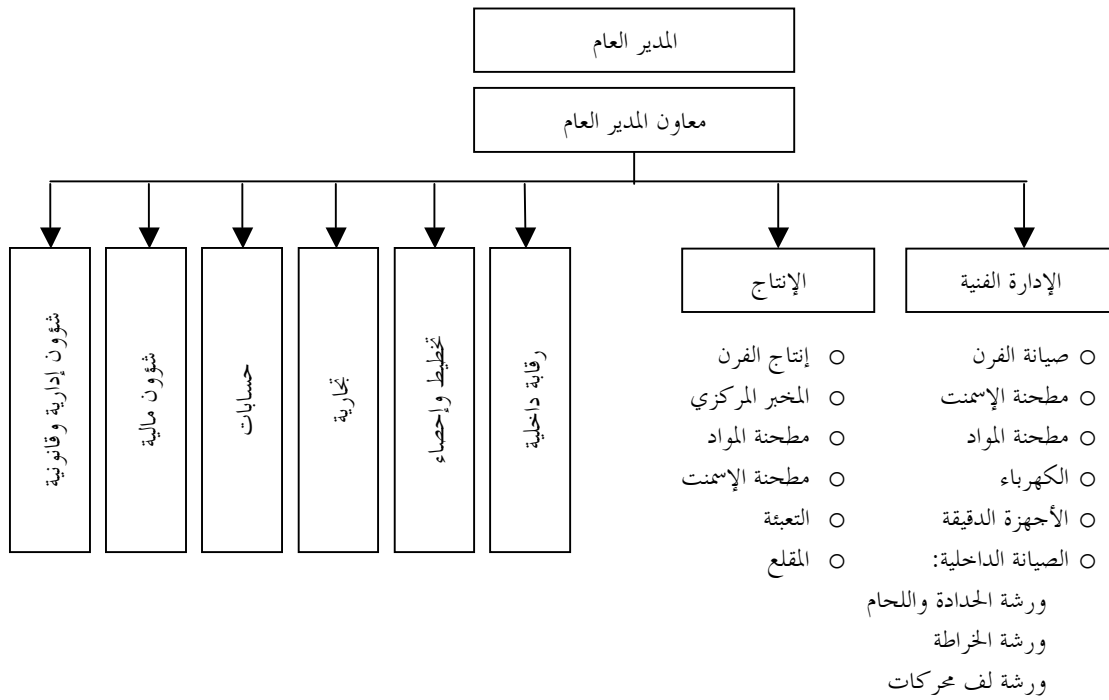 المدير العام
معاون المدير العام
الإدارة الفنية
صيانة الفرن
مطحنة الإسمنت
مطحنة المواد
الكهرباء
الأجهزة الدقيقة
الصيانة الداخلية:
ورشة الحدادة واللحام
ورشة الخراطة
ورشة لف محركات
الإنتاج
إنتاج الفرن
المخبر المركزي
مطحنة المواد
مطحنة الإسمنت
التعبئة
المقلع
رقابة داخلية
تخطيط وإحصاء
تجارية
حسابات
شؤون مالية
شؤون إدارية وقانونية